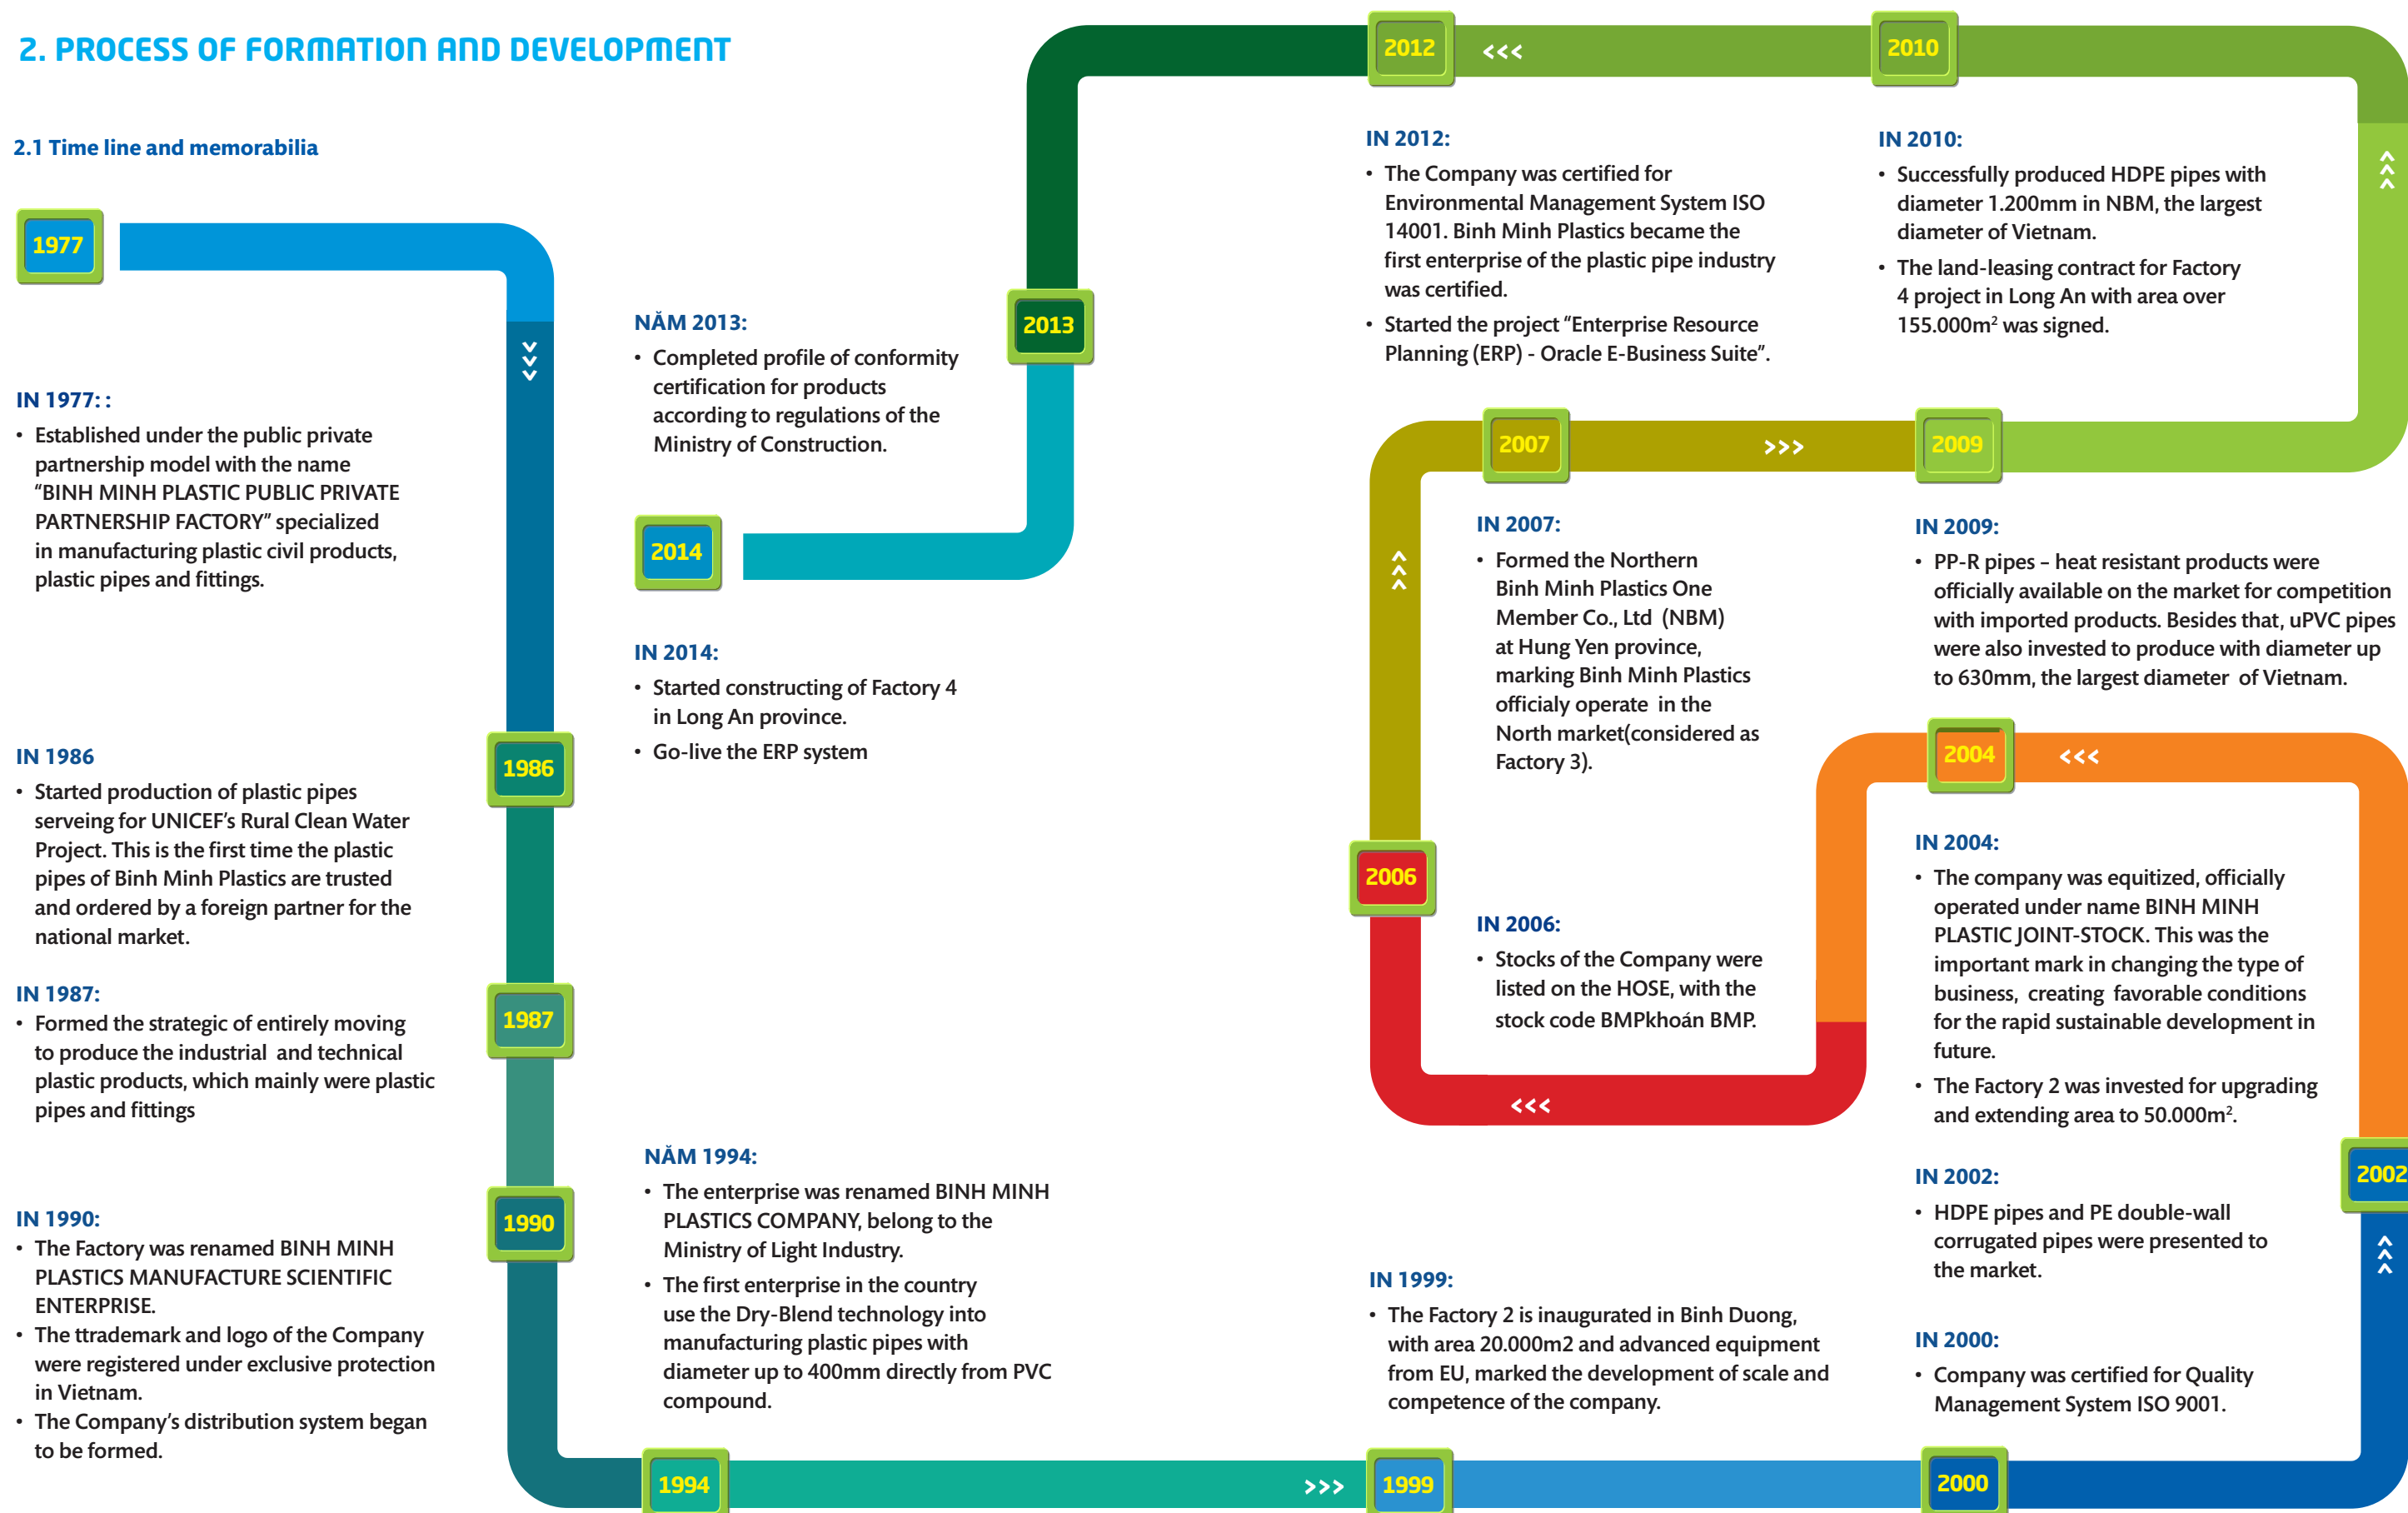 2. PROCESS OF FORMATION AND DEVELOPMENT
2.1 Time line and memorabilia
1977
IN 1977: :
• Established under the public private
partnership model with the name
“BINH MINH PLASTIC PUBLIC PRIVATE
PARTNERSHIP FACTORY” specialized
in manufacturing plastic civil products,
plastic pipes and fittings.
1986
IN 1986
• Started production of plastic pipes
serveing for UNICEF’s Rural Clean Water
Project. This is the first time the plastic
pipes of Binh Minh Plastics are trusted
and ordered by a foreign partner for the
national market.
1987
IN 1987:
• Formed the strategic of entirely moving
to produce the industrial and technical
plastic products, which mainly were plastic
pipes and fittings
1990
IN 1990:
• The Factory was renamed BINH MINH
PLASTICS MANUFACTURE SCIENTIFIC
ENTERPRISE.
• The ttrademark and logo of the Company
were registered under exclusive protection
in Vietnam.
• The Company’s distribution system began
to be formed.
NĂM 1994:
• The enterprise was renamed BINH MINH
PLASTICS COMPANY, belong to the
Ministry of Light Industry.
• The first enterprise in the country
use the Dry-Blend technology into
manufacturing plastic pipes with
diameter up to 400mm directly from PVC
compound.
1994
IN 1999:
• The Factory 2 is inaugurated in Binh Duong,
with area 20.000m2 and advanced equipment
from EU, marked the development of scale and
competence of the company.
1999
IN 2000:
• Company was certified for Quality
Management System ISO 9001.
2000
IN 2002:
• HDPE pipes and PE double-wall
corrugated pipes were presented to
the market.
2002
2004
IN 2004:
• The company was equitized, officially
operated under name BINH MINH
PLASTIC JOINT-STOCK. This was the
important mark in changing the type of
business, creating favorable conditions
for the rapid sustainable development in
future.
• The Factory 2 was invested for upgrading
and extending area to 50.000m².
2006
IN 2006:
• Stocks of the Company were
listed on the HOSE, with the
stock code BMPkhoán BMP.
2007
IN 2007:
• Formed the Northern
Binh Minh Plastics One
Member Co., Ltd (NBM)
at Hung Yen province,
marking Binh Minh Plastics
officialy operate in the
North market(considered as
Factory 3).
2009
IN 2009:
• PP-R pipes – heat resistant products were
officially available on the market for competition
with imported products. Besides that, uPVC pipes
were also invested to produce with diameter up
to 630mm, the largest diameter of Vietnam.
2010
IN 2010:
• Successfully produced HDPE pipes with
diameter 1.200mm in NBM, the largest
diameter of Vietnam.
• The land-leasing contract for Factory
4 project in Long An with area over
155.000m² was signed.
2012
IN 2012:
• The Company was certified for
Environmental Management System ISO
14001. Binh Minh Plastics became the
first enterprise of the plastic pipe industry
was certified.
• Started the project “Enterprise Resource
Planning (ERP) - Oracle E-Business Suite”.
2013
NĂM 2013:
• Completed profile of conformity
certification for products
according to regulations of the
Ministry of Construction.
2014
IN 2014:
• Started constructing of Factory 4
in Long An province.
• Go-live the ERP system